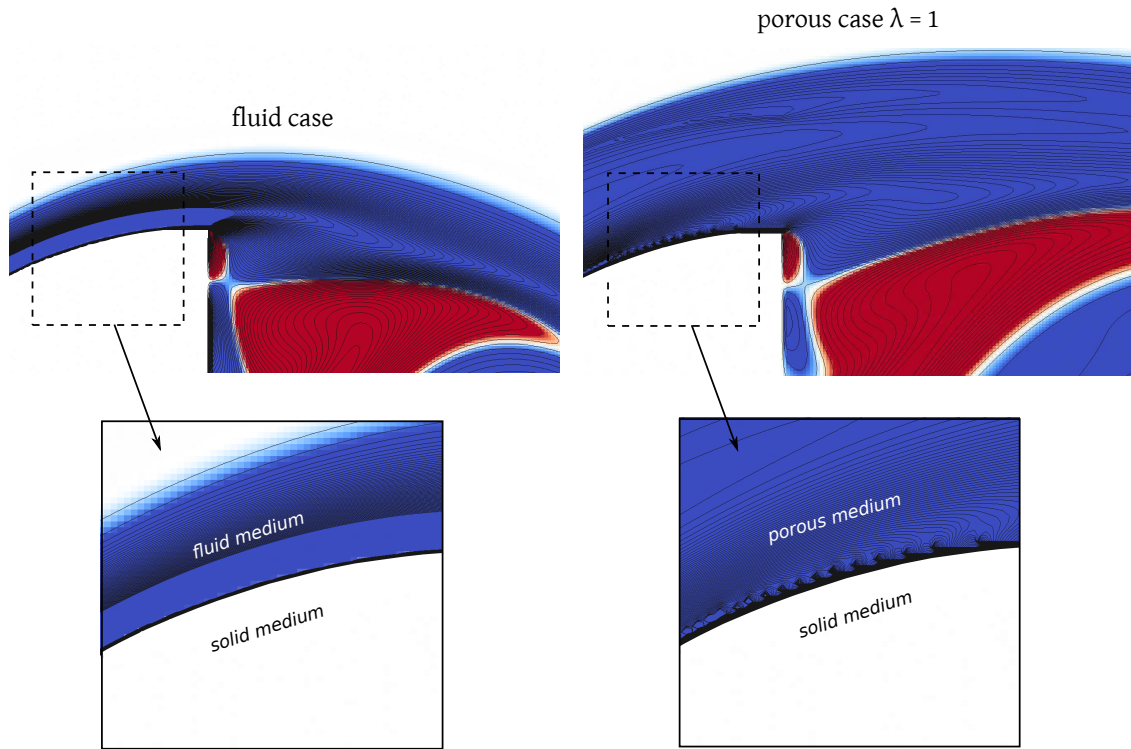 porous case λ = 1
fluid case
fluid medium
solid medium
porous medium
solid medium